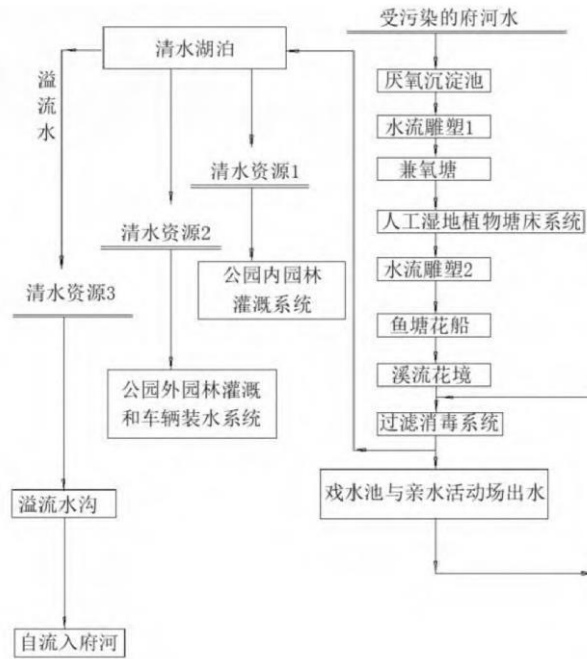 受污染的府河水
清水湖泊
溢流水
厌氧沉淀池
水流雕塑1
兼氧塘
清水资源1
人工湿地植物塘床系统
清水资源2
水流雕塑2
公园内园林
灌溉系统
清水资源3
鱼塘花船
溪流花境
公园外园林灌溉
和车辆装水系统
过滤消毒系统
戏水池与亲水活动场出水
溢流水沟
自流入府河